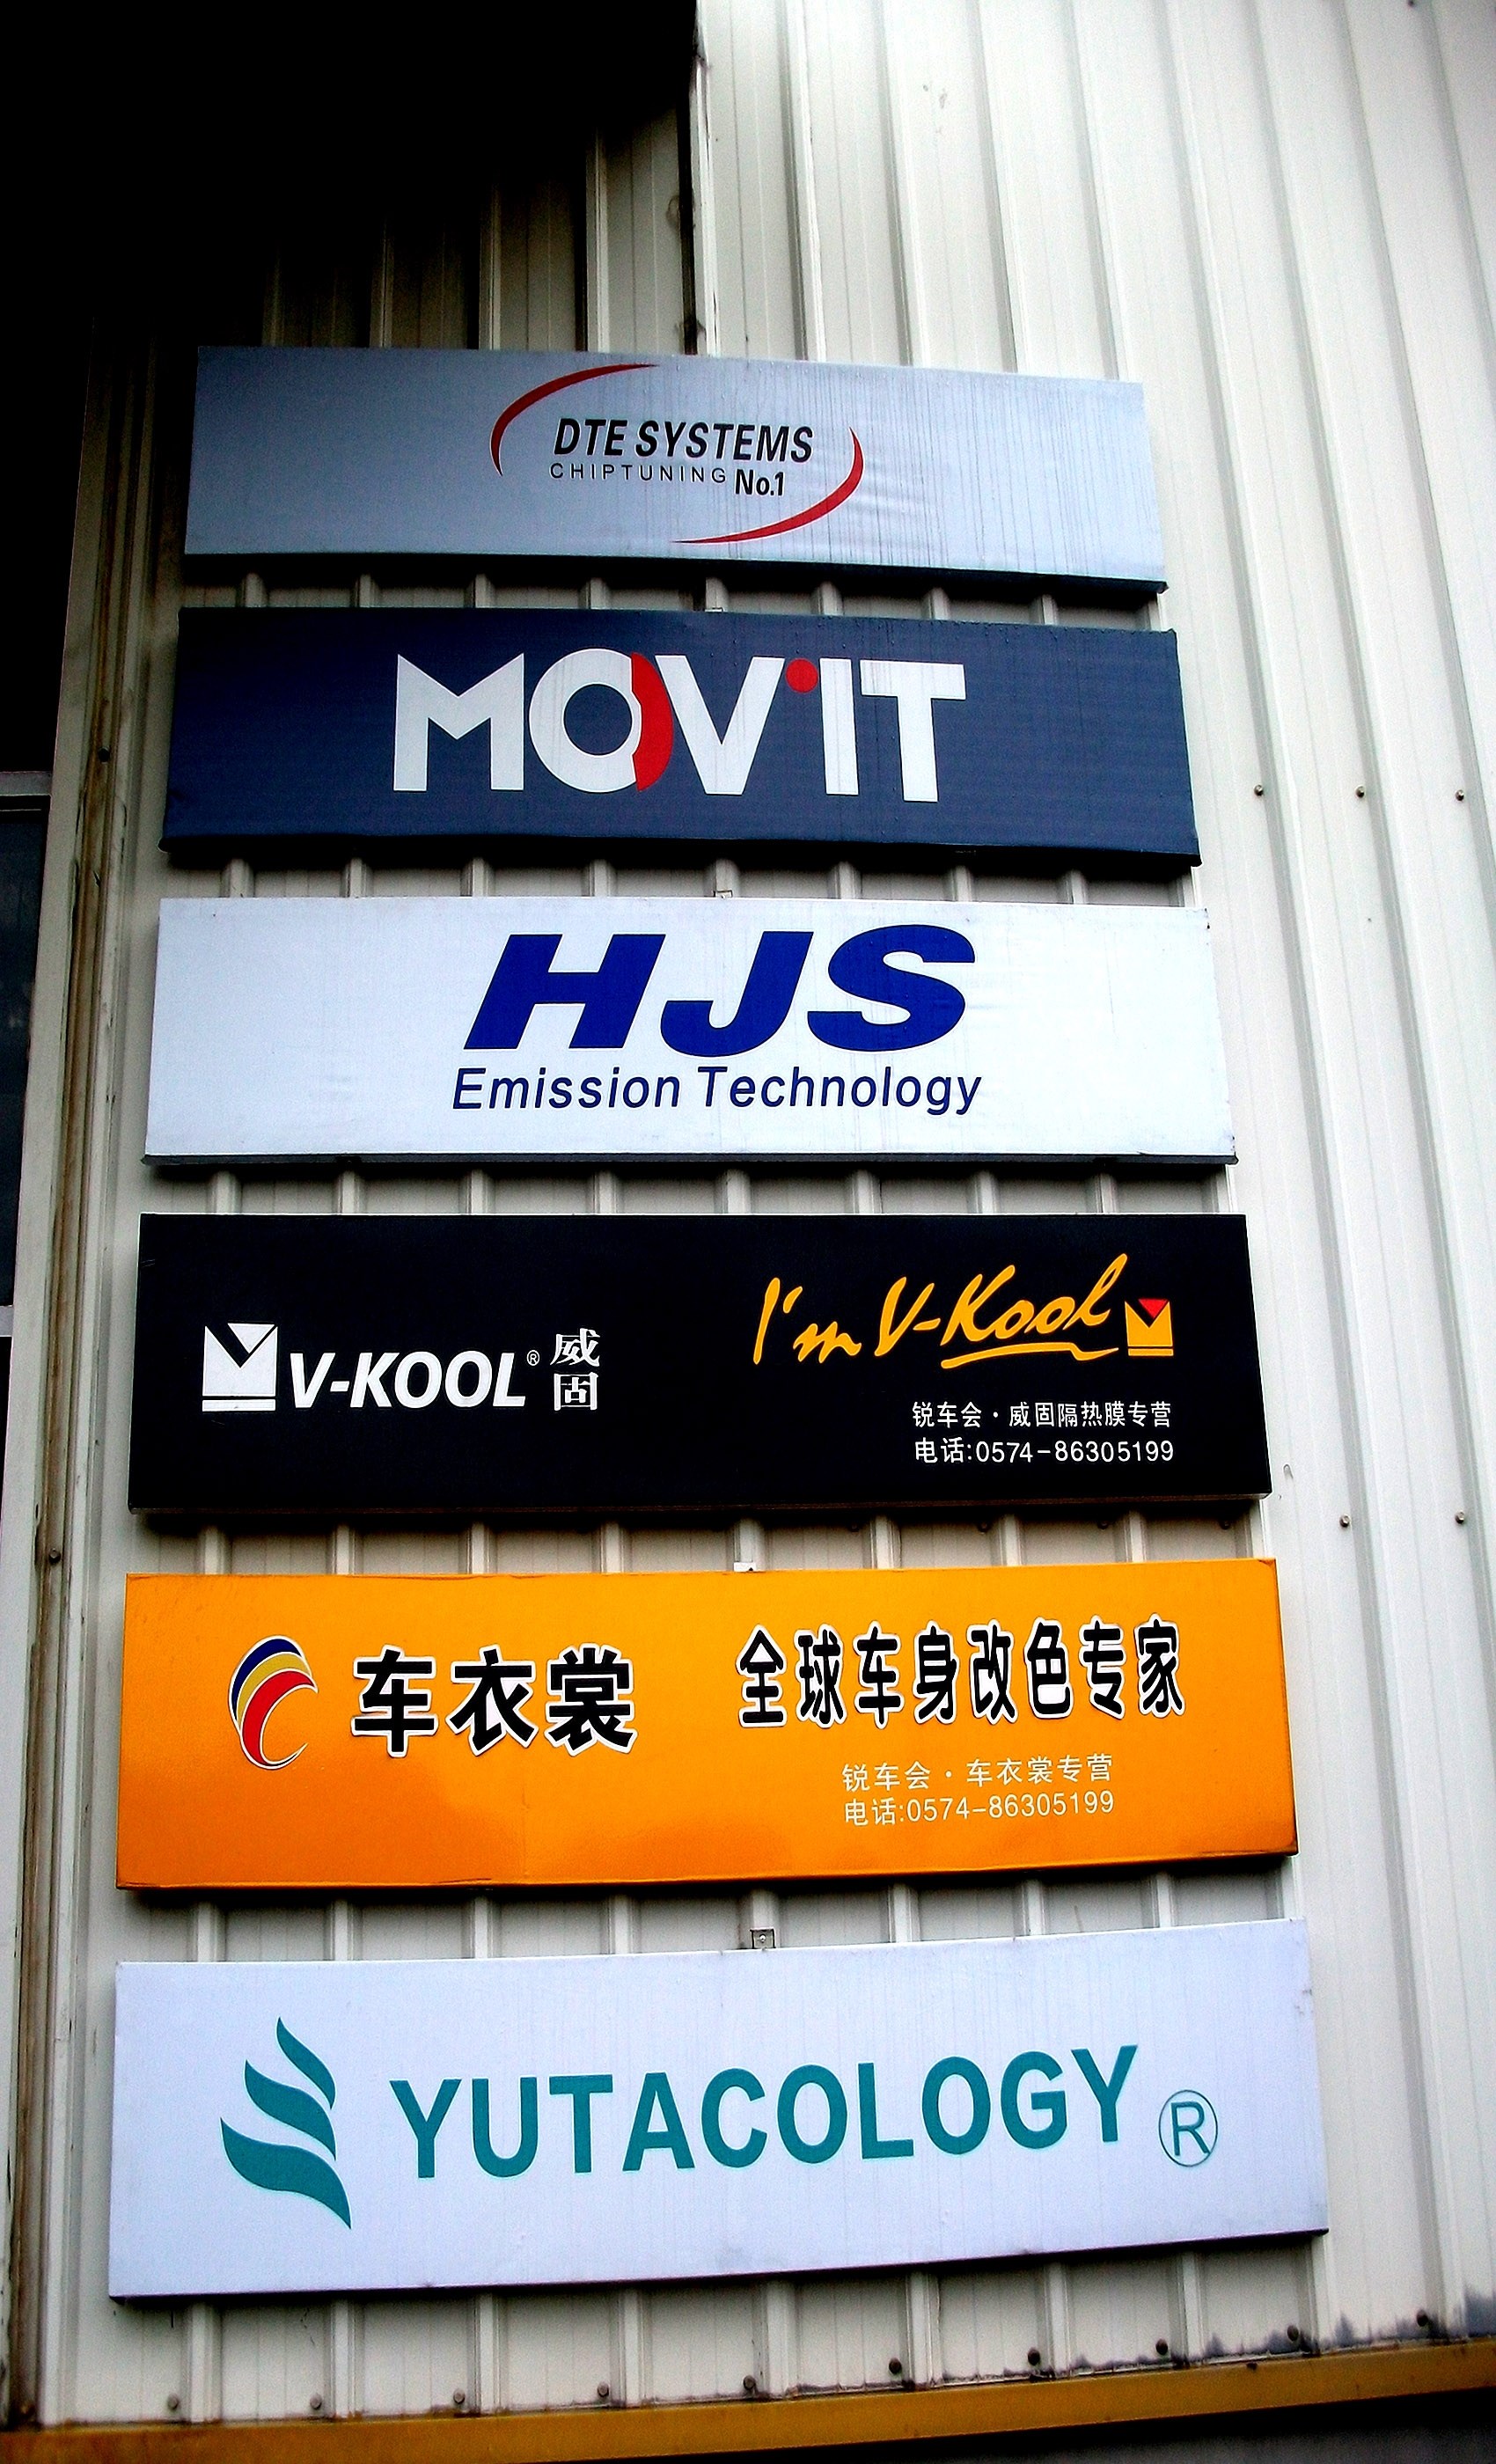 DTE SYSTEMS
CHIPTUNING No.1
MOVIT
HJS
Emission Technology
V-KOOL® 威固
I'm V-Kool
锐车会·威固隔热膜专营
电话:0574-86305199
车衣裳 全球车身改色专家
锐车会·车衣裳专营
电话:0574-86305199
YUTACOLOGY®